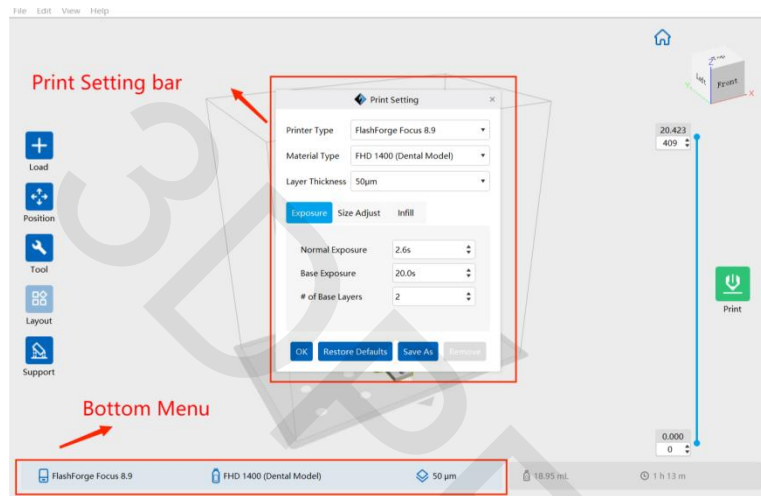 File Edit View Help
Print Setting bar
Print Setting ×
Printer Type FlashForge Focus 8.9
Material Type FHD 1400 (Dental Model)
Layer Thickness 50μm
Exposure Size Adjust Infill
Normal Exposure 2.6s
Base Exposure 20.0s
# of Base Layers 2
OK Restore Defaults Save As Remove
Load
Position
Tool
Layout
Support
Left Front
Z
Y
X
20.423
409
Print
0.000
0
Bottom Menu
FlashForge Focus 8.9 FHD 1400 (Dental Model) 50 μm 18.95 mL 1 h 13 m